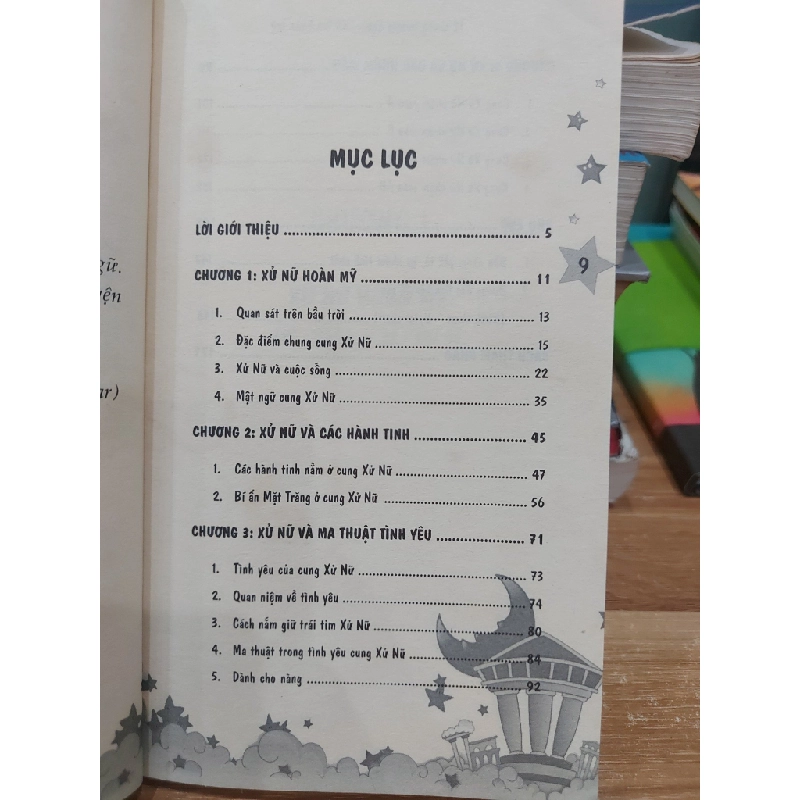 MỤC LỤC
LỜI GIỚI THIỆU ........ 5
9
CHƯƠNG 1: XỬ NỮ HOÀN MỸ ........ 11
1. Quan sát trên bầu trời ........ 13
2. Đặc điểm chung cung Xử Nữ ........ 15
3. Xử Nữ và cuộc sống ........ 22
4. Mật ngữ cung Xử Nữ ........ 35
CHƯƠNG 2: XỬ NỮ VÀ CÁC HÀNH TINH ........ 45
1. Các hành tinh nằm ở cung Xử Nữ ........ 47
2. Bí ẩn Mặt Trăng ở cung Xử Nữ ........ 56
CHƯƠNG 3: XỬ NỮ VÀ MA THUẬT TÌNH YÊU ........ 71
1. Tình yêu của cung Xử Nữ ........ 73
2. Quan niệm về tình yêu ........ 74
3. Cách nắm giữ trái tim Xử Nữ ........ 80
4. Ma thuật trong tình yêu cung Xử Nữ ........ 84
5. Dành cho nàng ........ 92